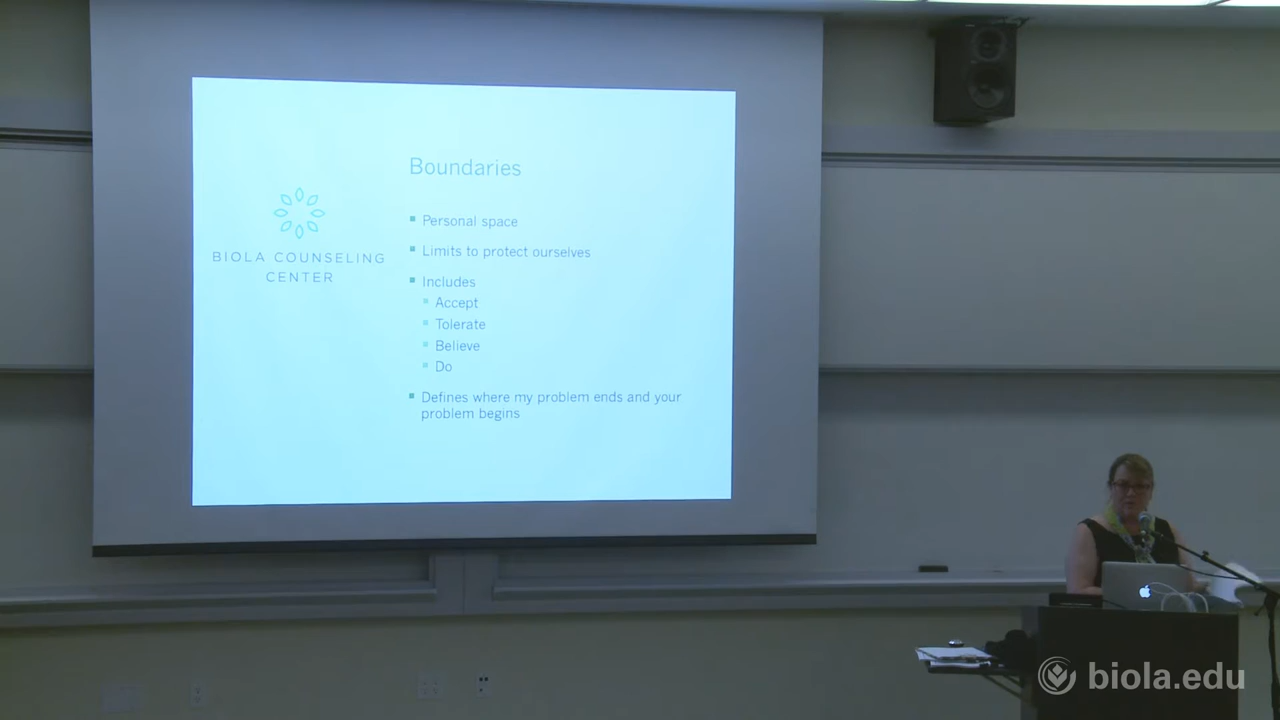 Boundaries
BIOLA COUNSELING
CENTER
Personal space
Limits to protect ourselves
Includes
Accept
Tolerate
Believe
Do
Defines where my problem ends and your
problem begins
biola.edu